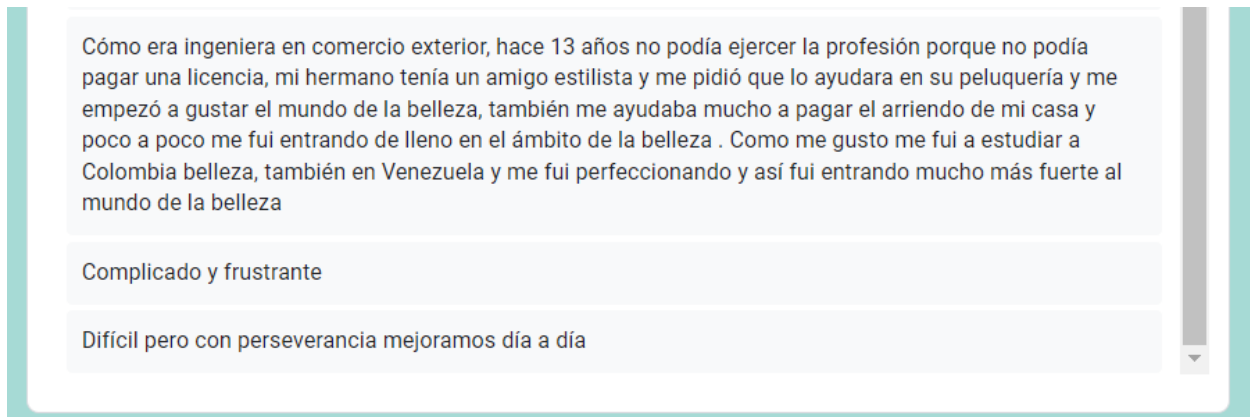 Cómo era ingeniera en comercio exterior, hace 13 años no podía ejercer la profesión porque no podía
pagar una licencia, mi hermano tenía un amigo estilista y me pidió que lo ayudara en su peluquería y me
empezó a gustar el mundo de la belleza, también me ayudaba mucho a pagar el arriendo de mi casa y
poco a poco me fui entrando de lleno en el ámbito de la belleza . Como me gusto me fui a estudiar a
Colombia belleza, también en Venezuela y me fui perfeccionando y así fui entrando mucho más fuerte al
mundo de la belleza
Complicado y frustrante
Difícil pero con perseverancia mejoramos día a día